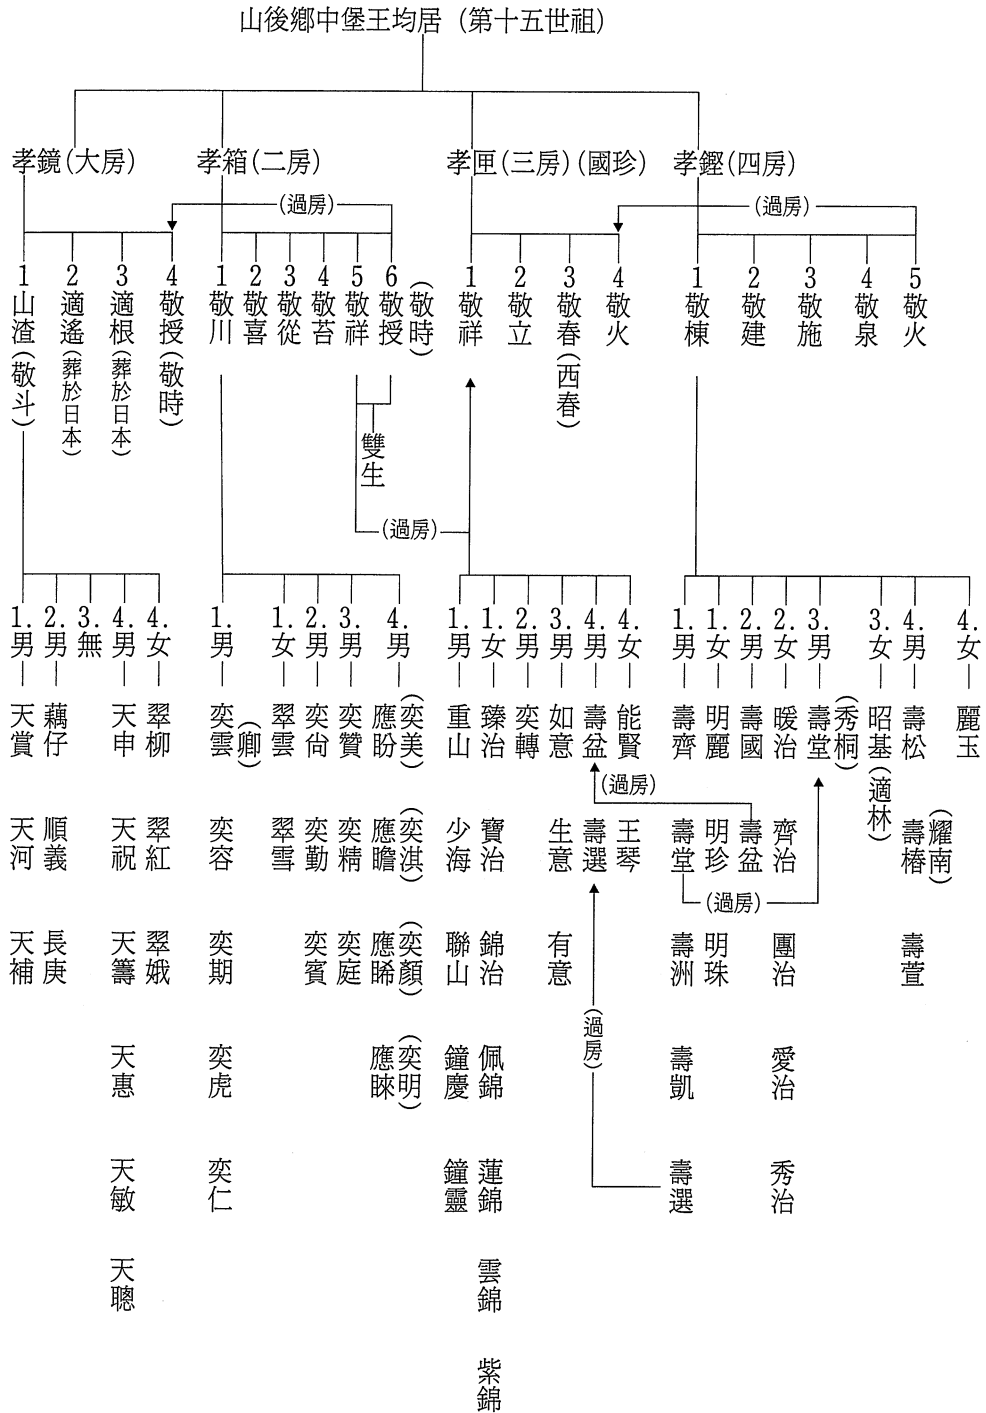 山後鄉中堡王均居（第十五世祖）
孝鏡(大房)
孝箱(二房)
孝匣(三房)(國珍)
孝鏗(四房)
(過房)
(過房)
1山渣(敬斗)
2適遙(葬於日本)
3適根(葬於日本)
4敬授(敬時)
1敬川
2敬喜
3敬從
4敬苔
5敬祥
6敬授
(敬時)
1敬祥
2敬立
3敬春(西春)
4敬火
1敬棟
2敬建
3敬施
4敬泉
5敬火
雙生
(過房)
1.男 天賞 天河 天補
2.男 藕仔 順義 長庚
3.無
4.男 天申 天祝 天籌 天惠 天敏 天聰
4.女 翠柳 翠紅 翠娥
1.男 奕雲(卿) 奕容 奕期 奕虎 奕仁
1.女 翠雲 翠雪
2.男 奕尙 奕勤 奕賓
3.男 奕贊 奕精 奕庭
4.男 應盼(奕美) 應瞻(奕淇) 應睎(奕顏) 應睞(奕明)
1.男 重山 少海 聯山 鐘慶 鐘靈
1.女 臻治 寶治 錦治 佩錦 蓮錦 雲錦 紫錦
2.男 奕轉
3.男 如意 生意 有意
4.男 壽盆 壽選
4.女 能賢 王琴
1.男 壽齊 壽堂 壽洲 壽凱 壽選
1.女 明麗 明珍 明珠
2.男 壽國 壽盆
2.女 暖治 齊治 團治 愛治 秀治
3.男 壽堂(秀桐)
3.女 昭基(適林)
4.男 壽松 壽椿(耀南) 壽萱
4.女 麗玉
(過房)
(過房)
(過房)